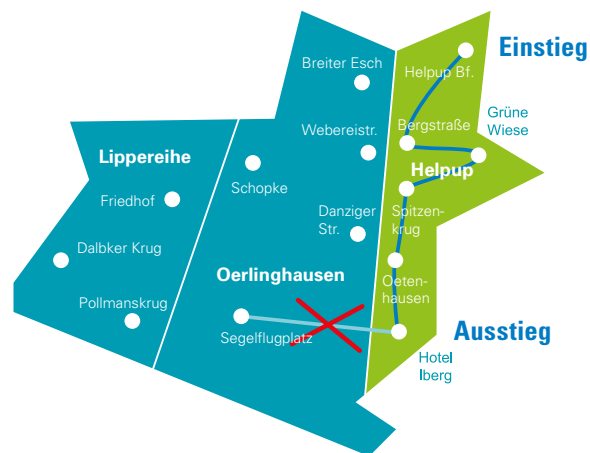 Einstieg
Breiter Esch
Helpup Bf.
Grüne
Wiese
Webereistr.
Bergstraße
Lippereihe
Helpup
Schopke
Friedhof
Danziger
Str.
Spitzen-
krug
Dalbker Krug
Oerlinghausen
Oeten-
hausen
Pollmanskrug
Segelflugplatz
Ausstieg
Hotel
Iberg